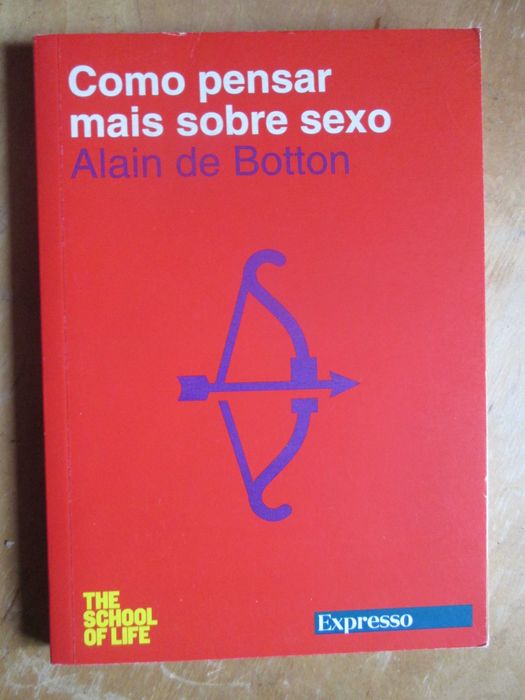 Como pensar
mais sobre sexo
Alain de Botton
THE
SCHOOL
OF LIFE
Expresso